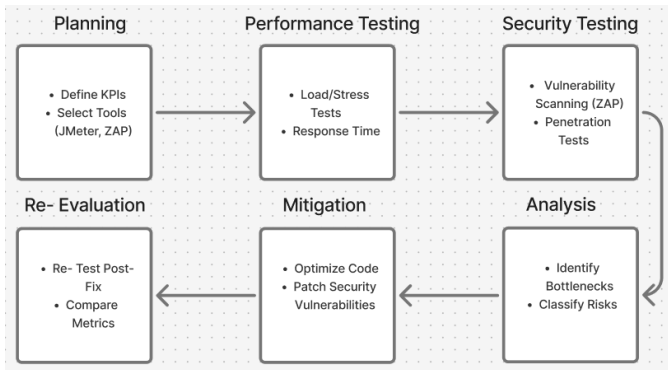 Planning
• Define KPIs
• Select Tools
(JMeter, ZAP)
Performance Testing
• Load/Stress
Tests
• Response Time
Security Testing
• Vulnerability
Scanning (ZAP)
• Penetration
Tests
Analysis
• Identify
Bottlenecks
• Classify Risks
Mitigation
• Optimize Code
• Patch Security
Vulnerabilities
Re- Evaluation
• Re- Test Post-
Fix
• Compare
Metrics